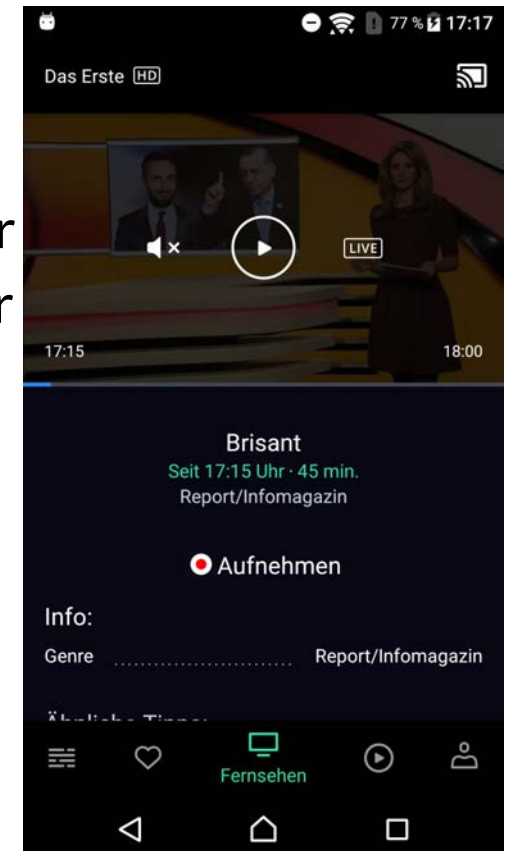 77 % 17:17
Das Erste HD
r
r
LIVE
17:15 18:00
Brisant
Seit 17:15 Uhr · 45 min.
Report/Infomagazin
Aufnehmen
Info:
Genre ........................... Report/Infomagazin
Fernsehen